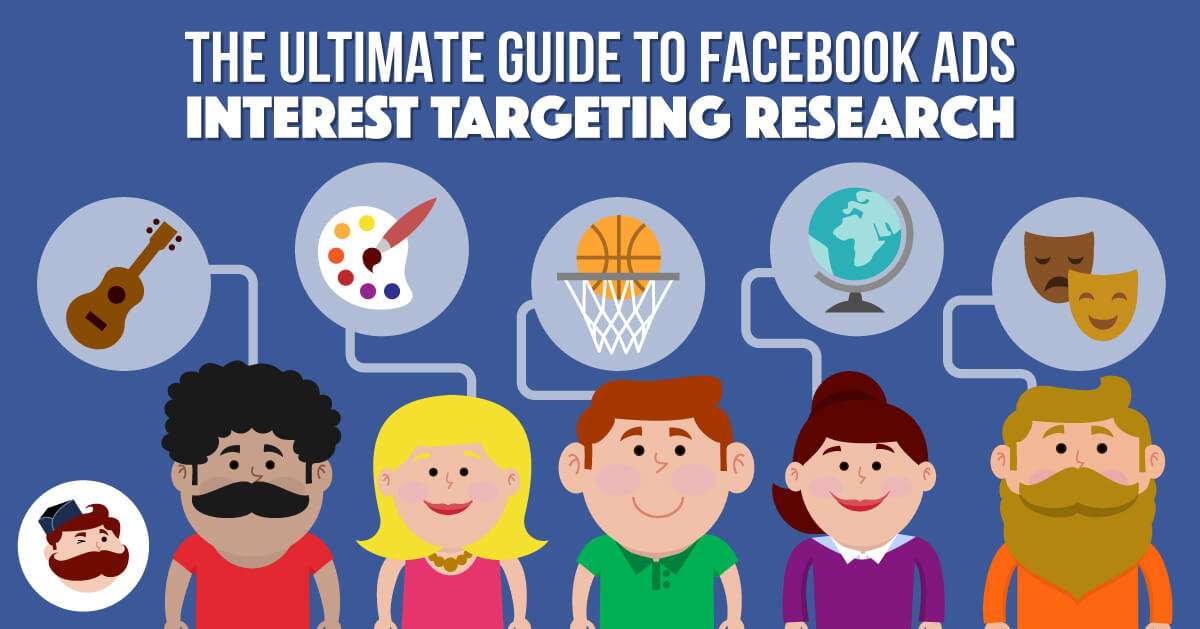 THE ULTIMATE GUIDE TO FACEBOOK ADS
INTEREST TARGETING RESEARCH